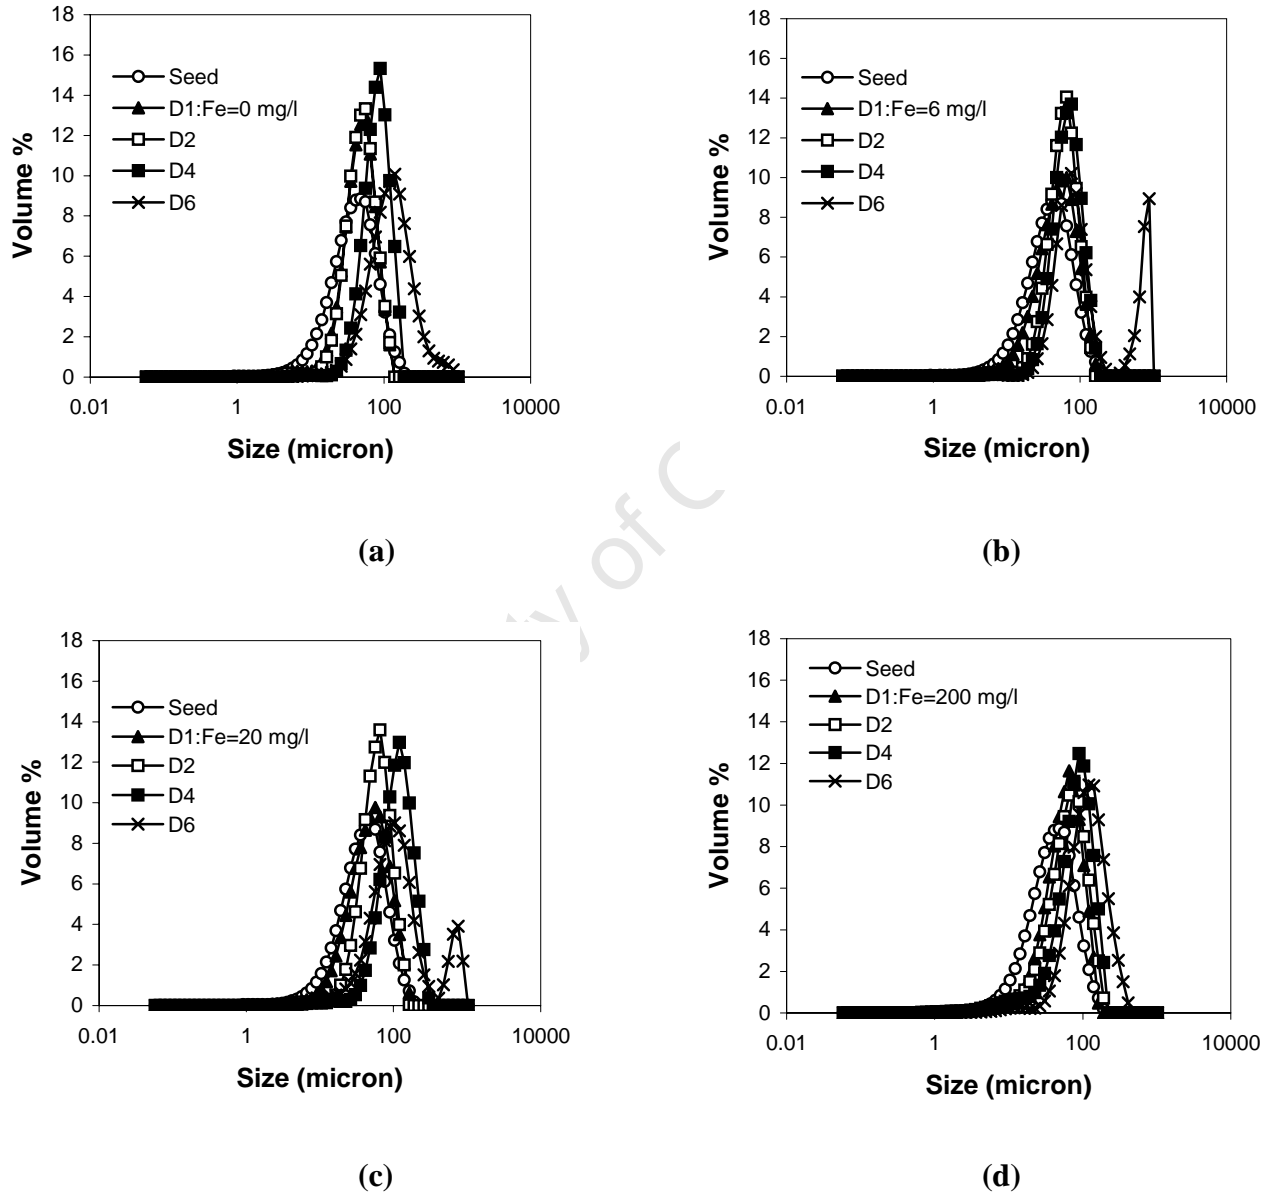 18
16
14
12
10
8
6
4
2
0
Volume %
Seed
D1:Fe=0 mg/l
D2
D4
D6
0.01
1
100
10000
Size (micron)
(a)
18
16
14
12
10
8
6
4
2
0
Volume %
Seed
D1:Fe=6 mg/l
D2
D4
D6
0.01
1
100
10000
Size (micron)
(b)
ty of C
18
16
14
12
10
8
6
4
2
0
Volume %
Seed
D1:Fe=20 mg/l
D2
D4
D6
0.01
1
100
10000
Size (micron)
(c)
18
16
14
12
10
8
6
4
2
0
Volume %
Seed
D1:Fe=200 mg/l
D2
D4
D6
0.01
1
100
10000
Size (micron)
(d)